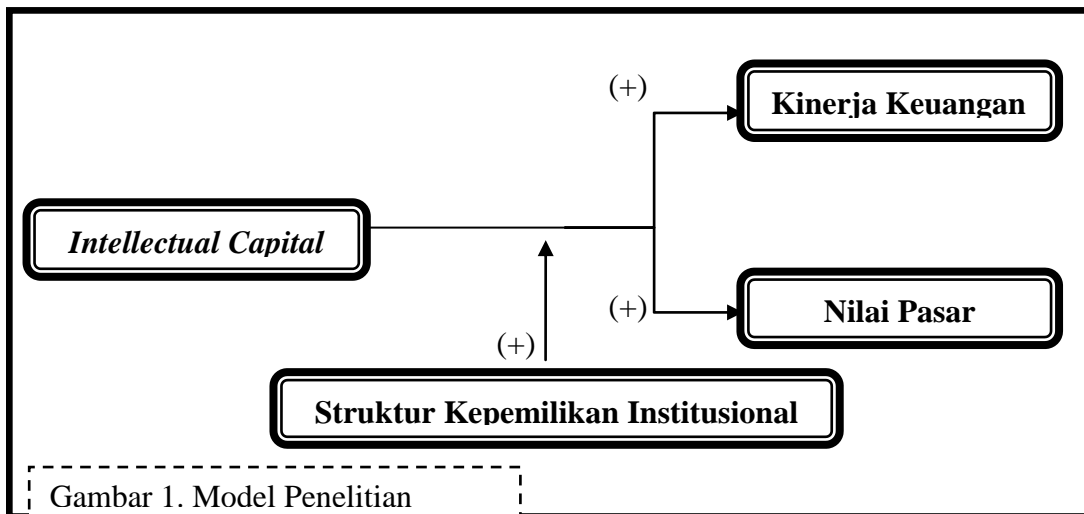 (+)
Kinerja Keuangan
Intellectual Capital
(+)
Nilai Pasar
(+)
Struktur Kepemilikan Institusional
Gambar 1. Model Penelitian